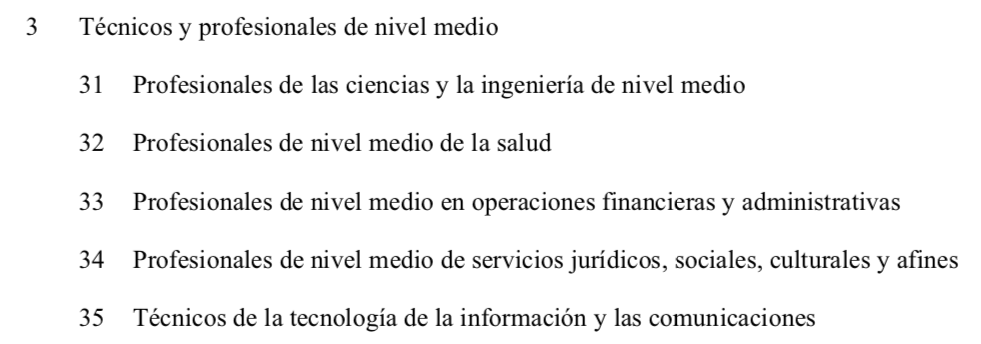 3 Técnicos y profesionales de nivel medio
31 Profesionales de las ciencias y la ingeniería de nivel medio
32 Profesionales de nivel medio de la salud
33 Profesionales de nivel medio en operaciones financieras y administrativas
34 Profesionales de nivel medio de servicios jurídicos, sociales, culturales y afines
35 Técnicos de la tecnología de la información y las comunicaciones